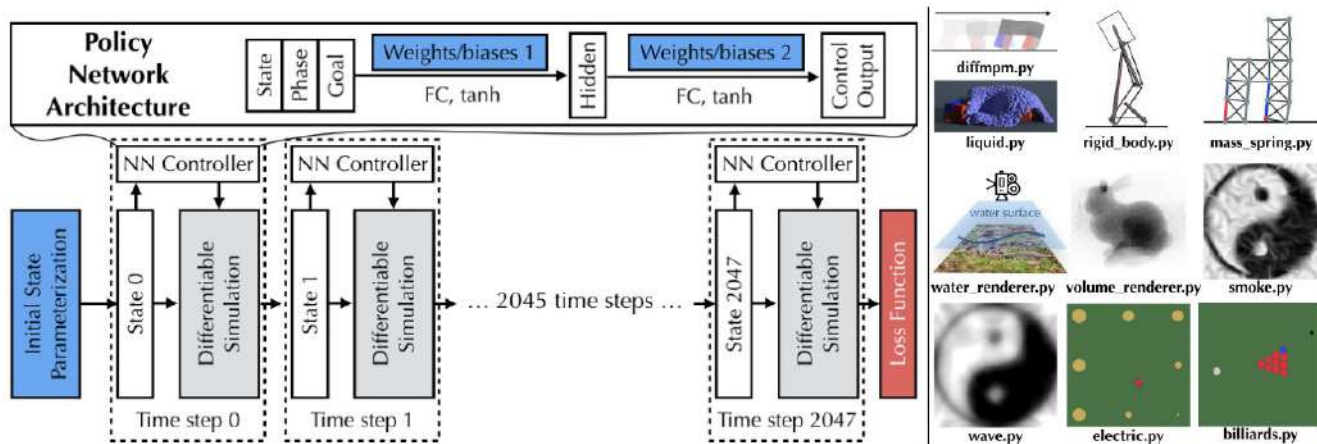 Policy
Network
Architecture
State
Phase
Goal
Weights/biases 1
FC, tanh
Hidden
Weights/biases 2
FC, tanh
Control
Output
NN Controller
NN Controller
NN Controller
Initial State
Parameterization
State 0
Differentiable
Simulation
State 1
Differentiable
Simulation
... 2045 time steps ...
State 2047
Differentiable
Simulation
Loss Function
Time step 0
Time step 1
Time step 2047
diffmpm.py
liquid.py
rigid_body.py
mass_spring.py
water surface
water_renderer.py
volume_renderer.py
smoke.py
wave.py
electric.py
billiards.py